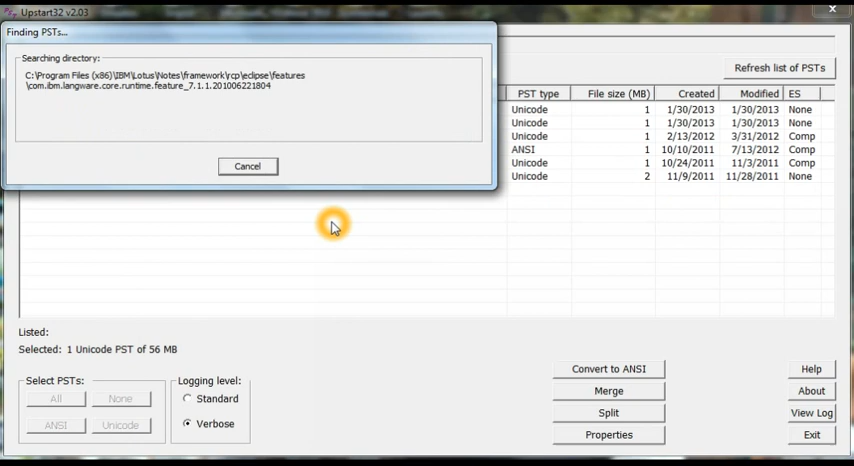 Upstart32 v2.03
Finding PSTs...
Searching directory:
C:\Program Files (x86)\IBM\Lotus\Notes\framework\rcp\eclipse\features
\com.ibm.langware.core.runtime.feature_7.1.1.201006221804
Cancel
Refresh list of PSTs
PST type File size (MB) Created Modified ES
Unicode 1 1/30/2013 1/30/2013 None
Unicode 1 1/30/2013 1/30/2013 None
Unicode 1 2/13/2012 3/31/2012 Comp
ANSI 1 10/10/2011 7/13/2012 Comp
Unicode 1 10/24/2011 11/3/2011 Comp
Unicode 2 11/9/2011 11/28/2011 None
Listed:
Selected: 1 Unicode PST of 56 MB
Select PSTs:
All None
ANSI Unicode
Logging level:
Standard
Verbose
Convert to ANSI
Merge
Split
Properties
Help
About
View Log
Exit